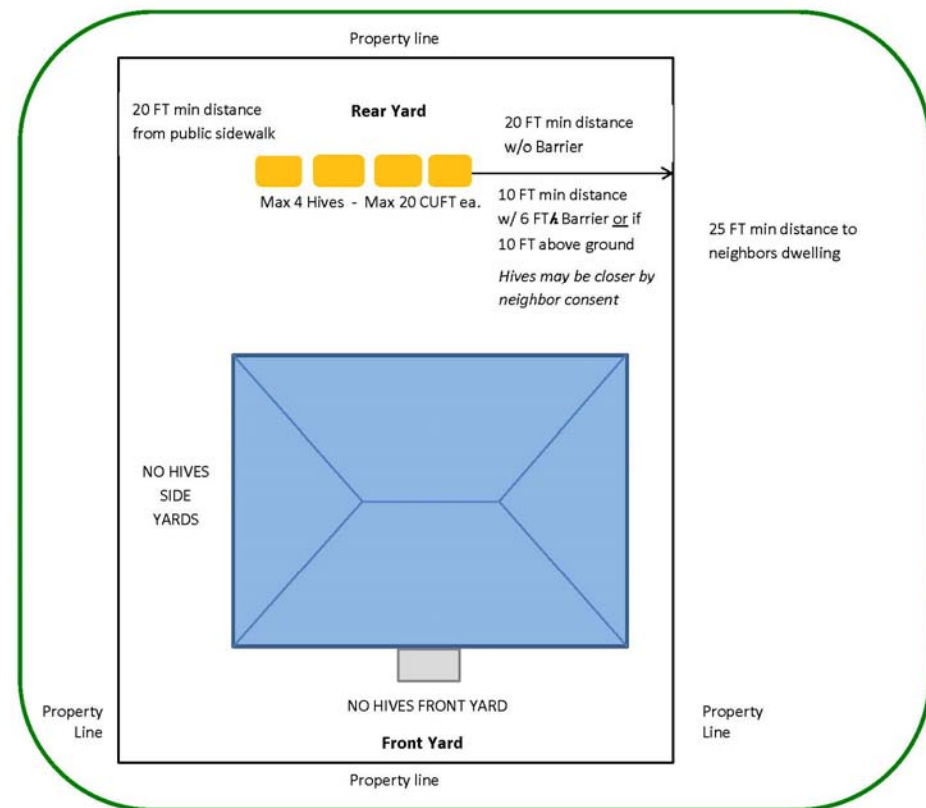 Property line
20 FT min distance
from public sidewalk
Rear Yard
20 FT min distance
w/o Barrier
Max 4 Hives - Max 20 CUFT ea.
10 FT min distance
w/ 6 FT h Barrier or if
10 FT above ground
Hives may be closer by
neighbor consent
25 FT min distance to
neighbors dwelling
NO HIVES
SIDE
YARDS
NO HIVES FRONT YARD
Property
Line
Front Yard
Property
Line
Property line